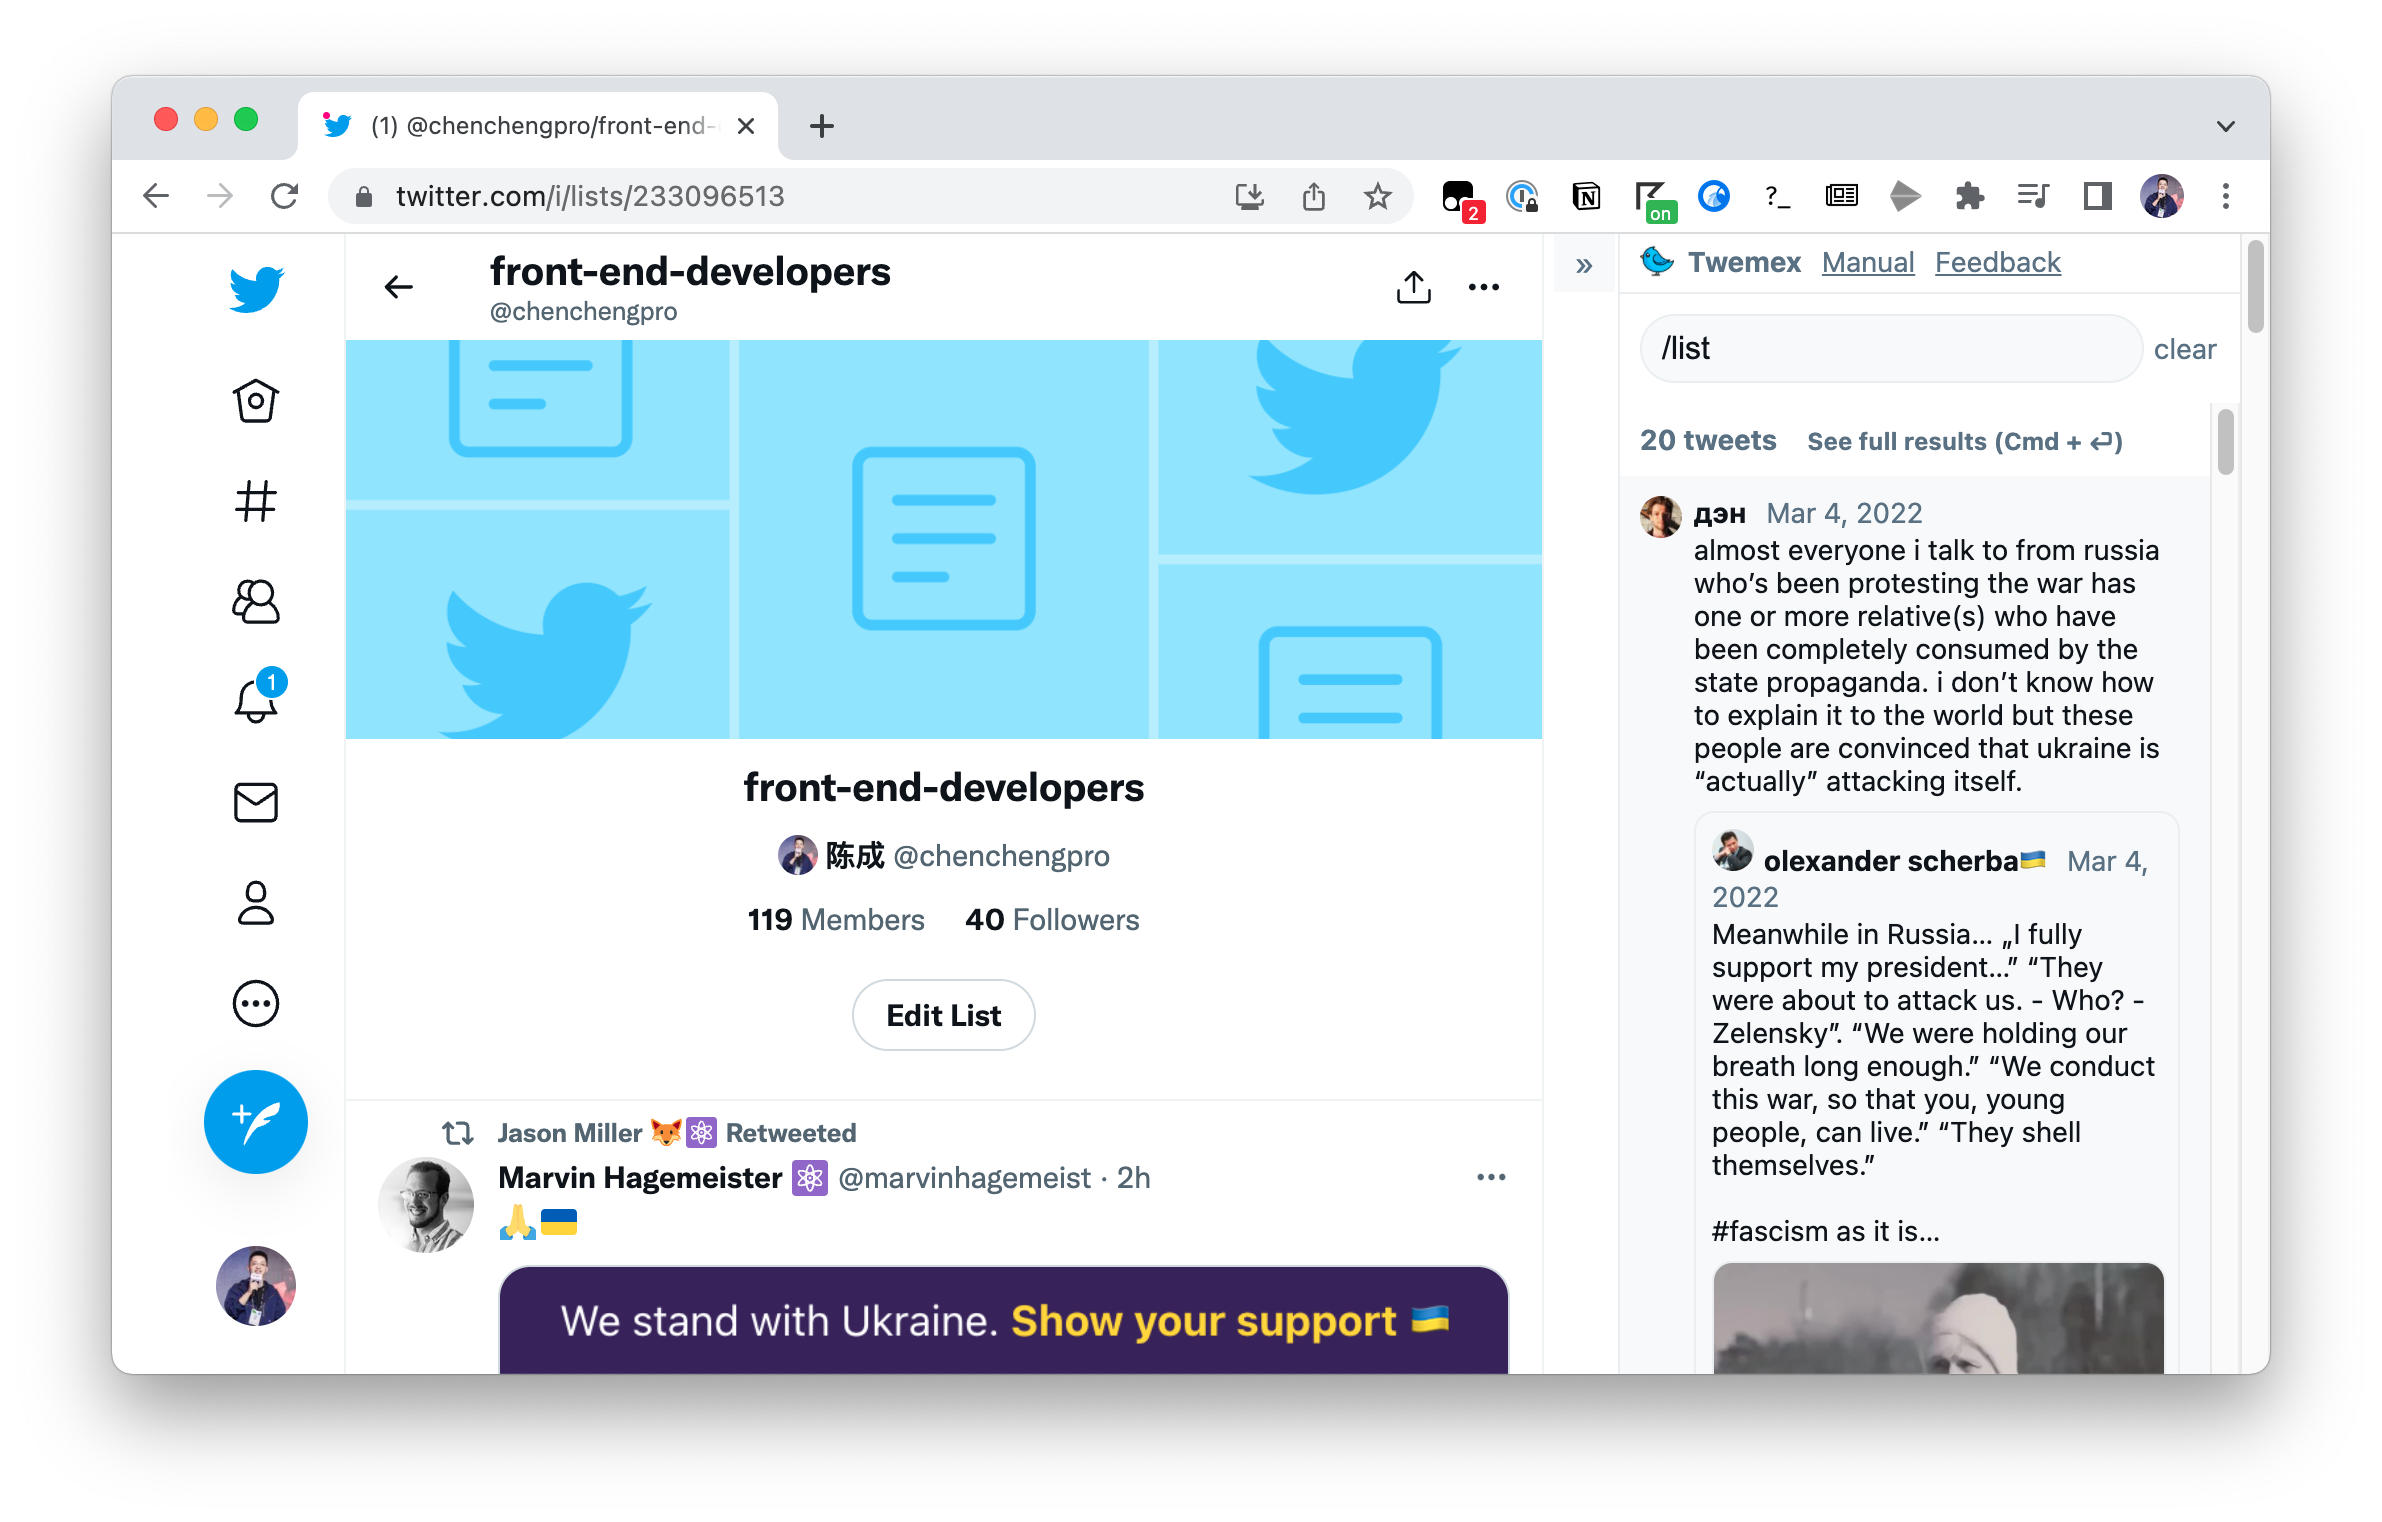 (1) @chenchengpro/front-end-
twitter.com/i/lists/233096513
2
on
?_
front-end-developers
@chenchengpro
1
front-end-developers
陈成 @chenchengpro
119 Members 40 Followers
Edit List
Jason Miller 🦊⚛️ Retweeted
Marvin Hagemeister ⚛️ @marvinhagemeist · 2h
🙏🇺🇦
We stand with Ukraine. Show your support 🇺🇦
» Twemex Manual Feedback
/list clear
20 tweets See full results (Cmd + ⏎)
дэн Mar 4, 2022
almost everyone i talk to from russia
who’s been protesting the war has
one or more relative(s) who have
been completely consumed by the
state propaganda. i don’t know how
to explain it to the world but these
people are convinced that ukraine is
“actually” attacking itself.
olexander scherba🇺🇦 Mar 4,
2022
Meanwhile in Russia... „I fully
support my president...” “They
were about to attack us. - Who? -
Zelensky”. “We were holding our
breath long enough.” “We conduct
this war, so that you, young
people, can live.” “They shell
themselves.”
#fascism as it is...